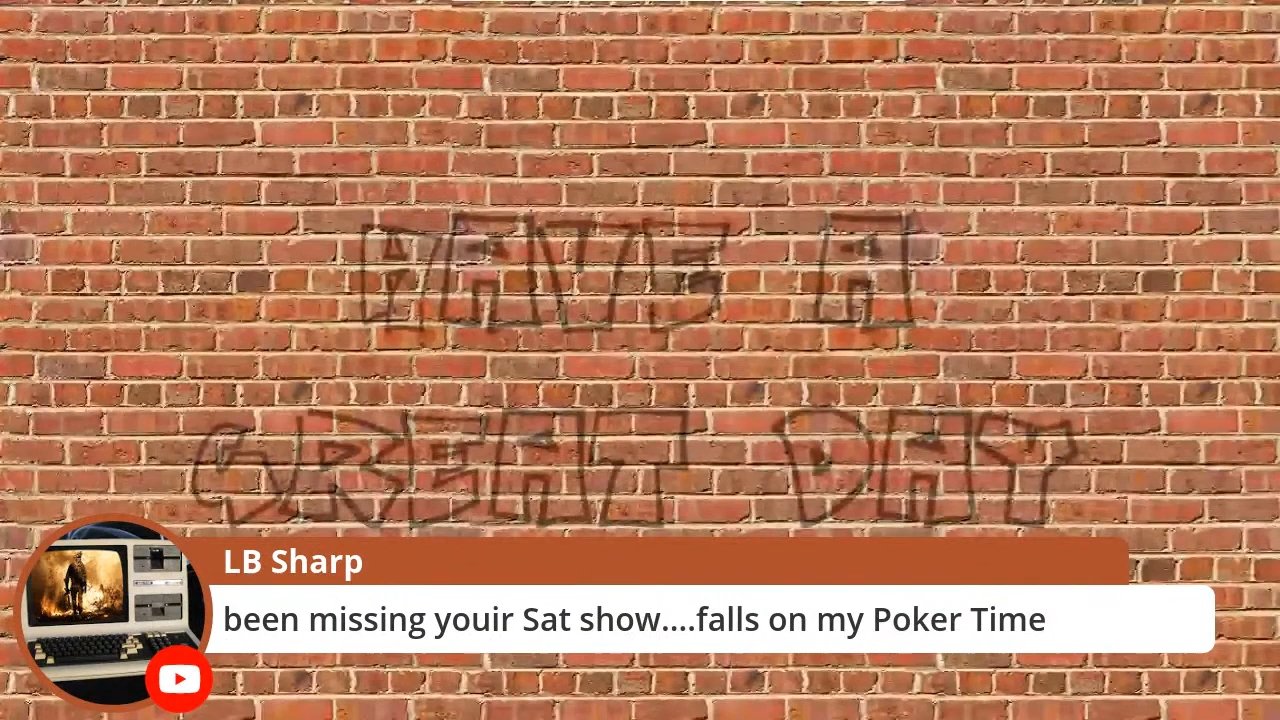 HAVE A
GREAT DAY
LB Sharp
been missing youir Sat show....falls on my Poker Time